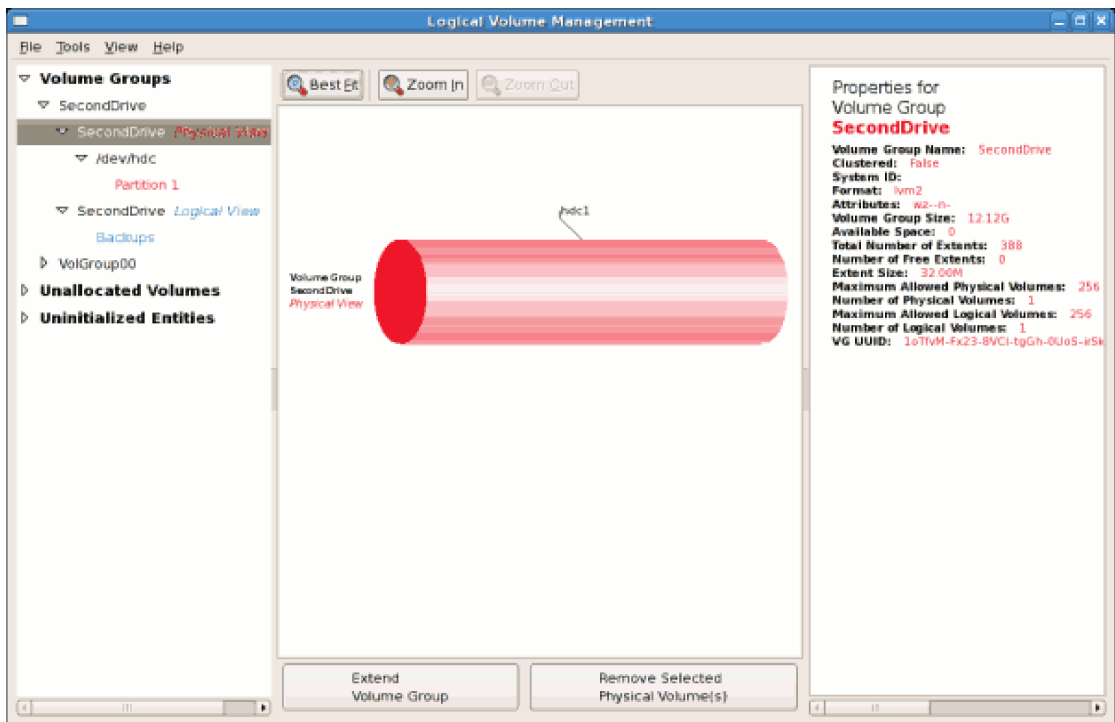 Logical Volume Management
File Tools View Help
Volume Groups
SecondDrive
SecondDrive Physical View
/dev/hdc
Partition 1
SecondDrive Logical View
Backups
VolGroup00
Unallocated Volumes
Uninitialized Entities
Best Fit
Zoom In
Zoom Out
hdc1
Volume Group
SecondDrive
Physical View
Extend
Volume Group
Remove Selected
Physical Volume(s)
Properties for
Volume Group
SecondDrive
Volume Group Name: SecondDrive
Clustered: False
System ID:
Format: lvm2
Attributes: wz--n-
Volume Group Size: 12.12G
Available Space: 0
Total Number of Extents: 388
Number of Free Extents: 0
Extent Size: 32.00M
Maximum Allowed Physical Volumes: 256
Number of Physical Volumes: 1
Maximum Allowed Logical Volumes: 256
Number of Logical Volumes: 1
VG UUID: